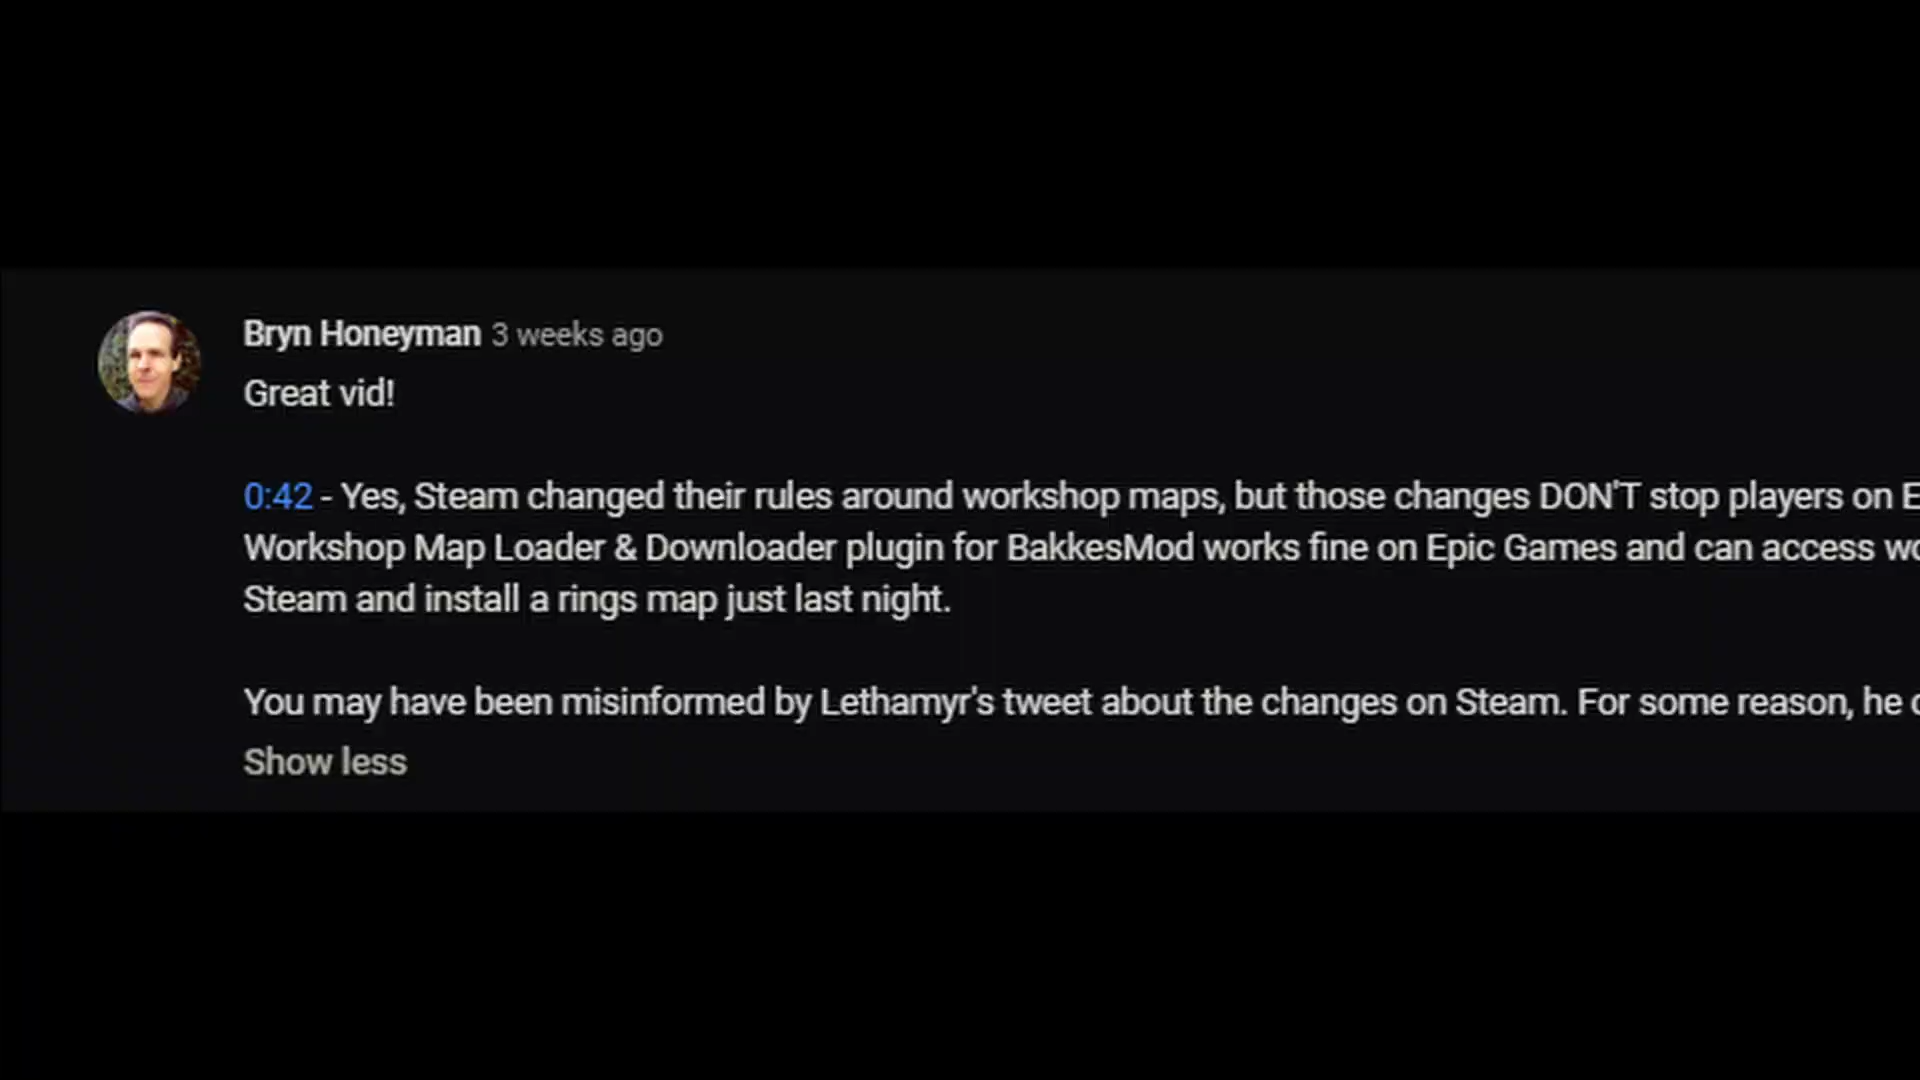 Bryn Honeyman 3 weeks ago
Great vid!
0:42 - Yes, Steam changed their rules around workshop maps, but those changes DON'T stop players on
Workshop Map Loader & Downloader plugin for BakkesMod works fine on Epic Games and can access
Steam and install a rings map just last night.
You may have been misinformed by Lethamyr's tweet about the changes on Steam. For some reason, he
Show less